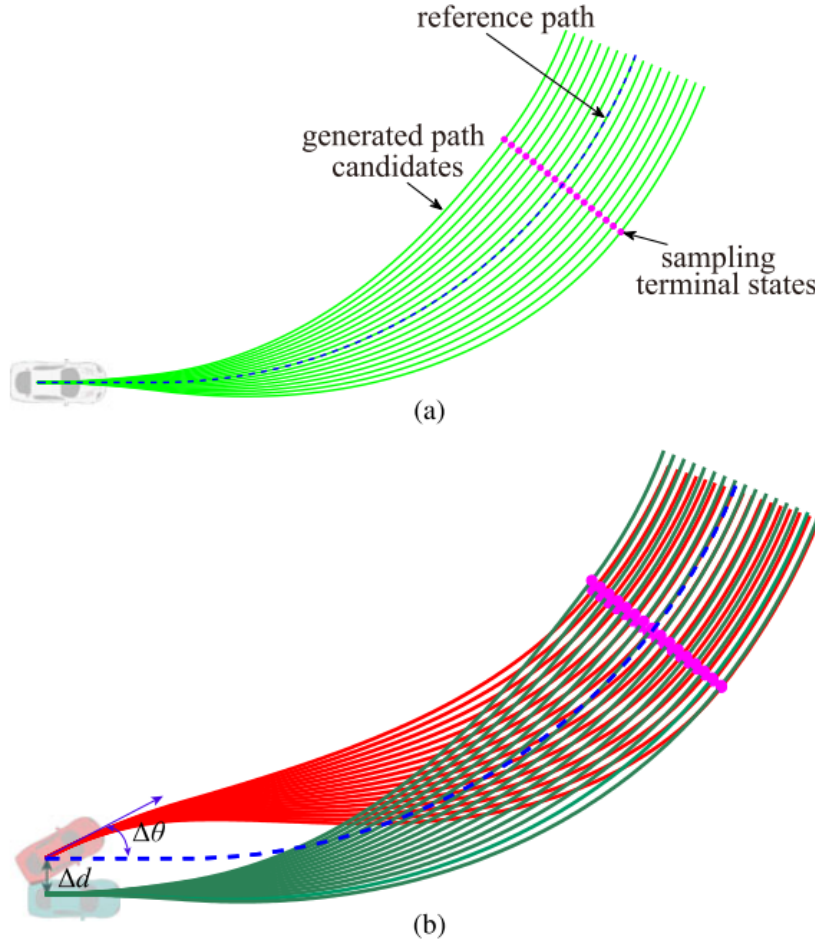 reference path
generated path
candidates
sampling
terminal states
(a)
Δθ
Δd
(b)